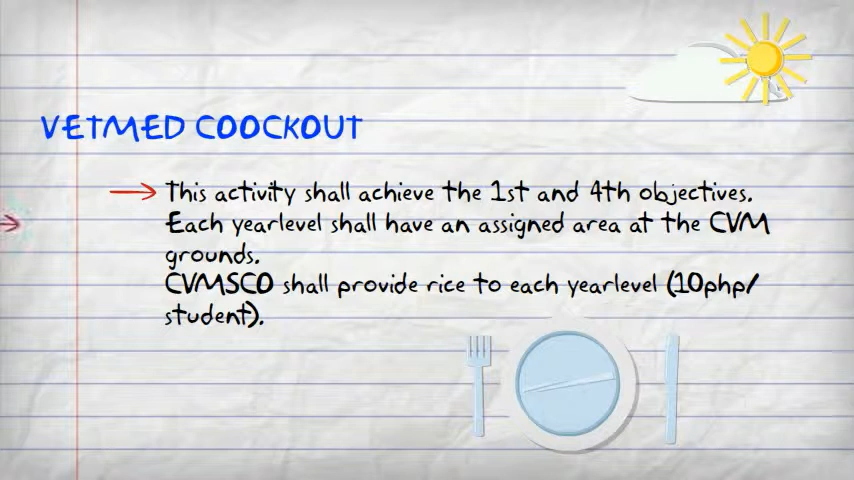 VETMED COOCKOUT
This activity shall achieve the 1st and 4th objectives.
Each yearlevel shall have an assigned area at the CVM
grounds.
CVMSCO shall provide rice to each yearlevel (10php/
student).